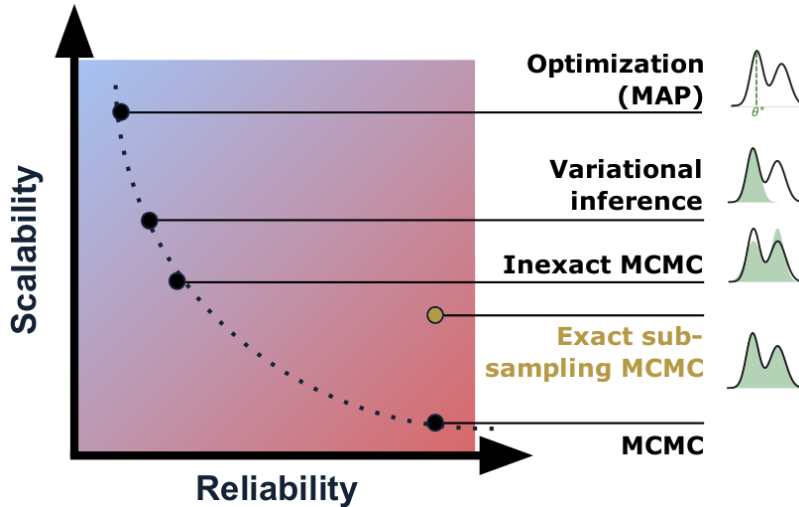 Optimization
(MAP)
θ*
Variational
inference
Inexact MCMC
Exact sub-
sampling MCMC
MCMC
Scalability
Reliability